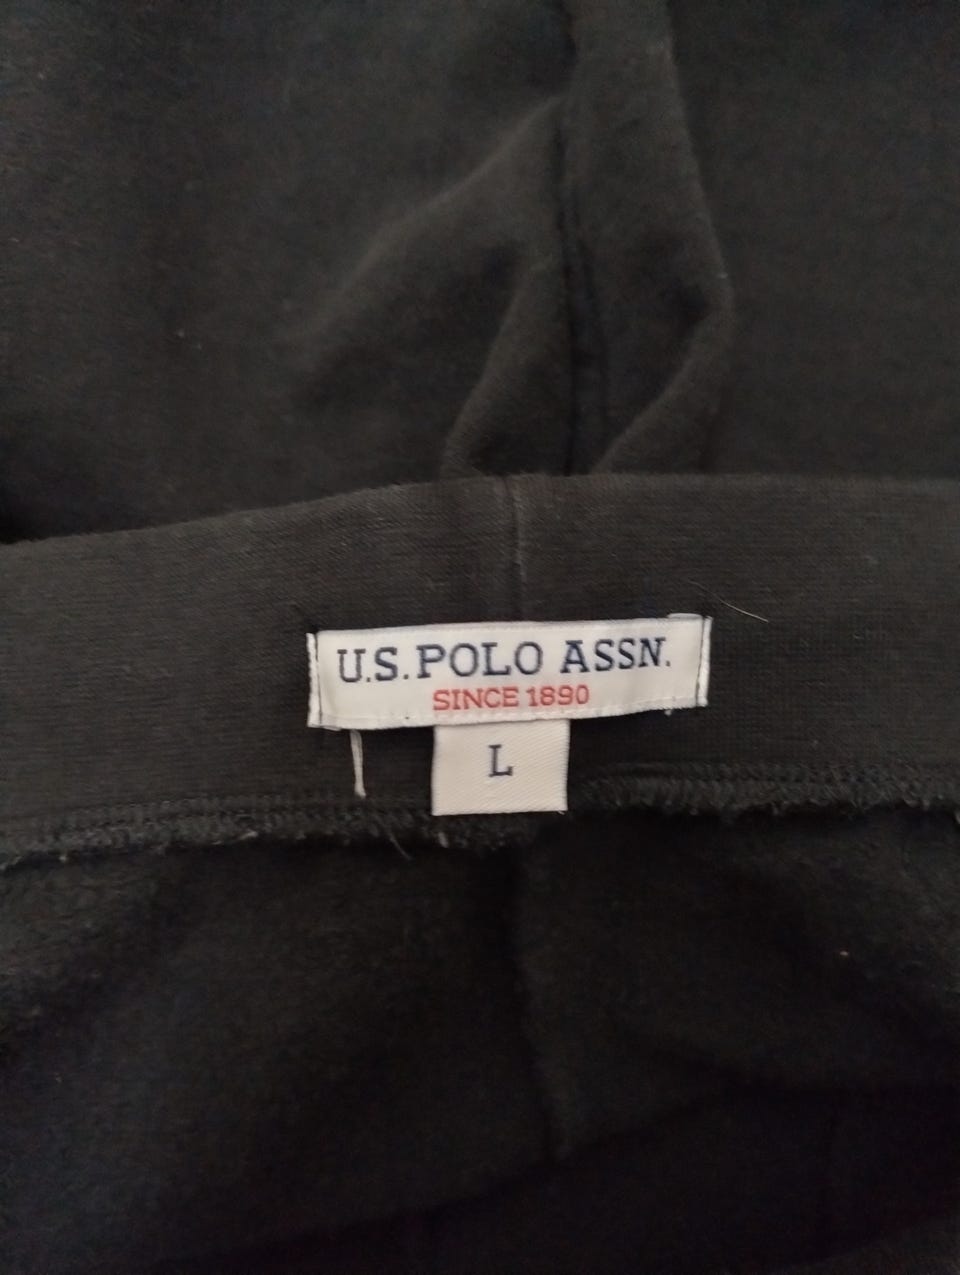 U.S. POLO ASSN.
SINCE 1890
L